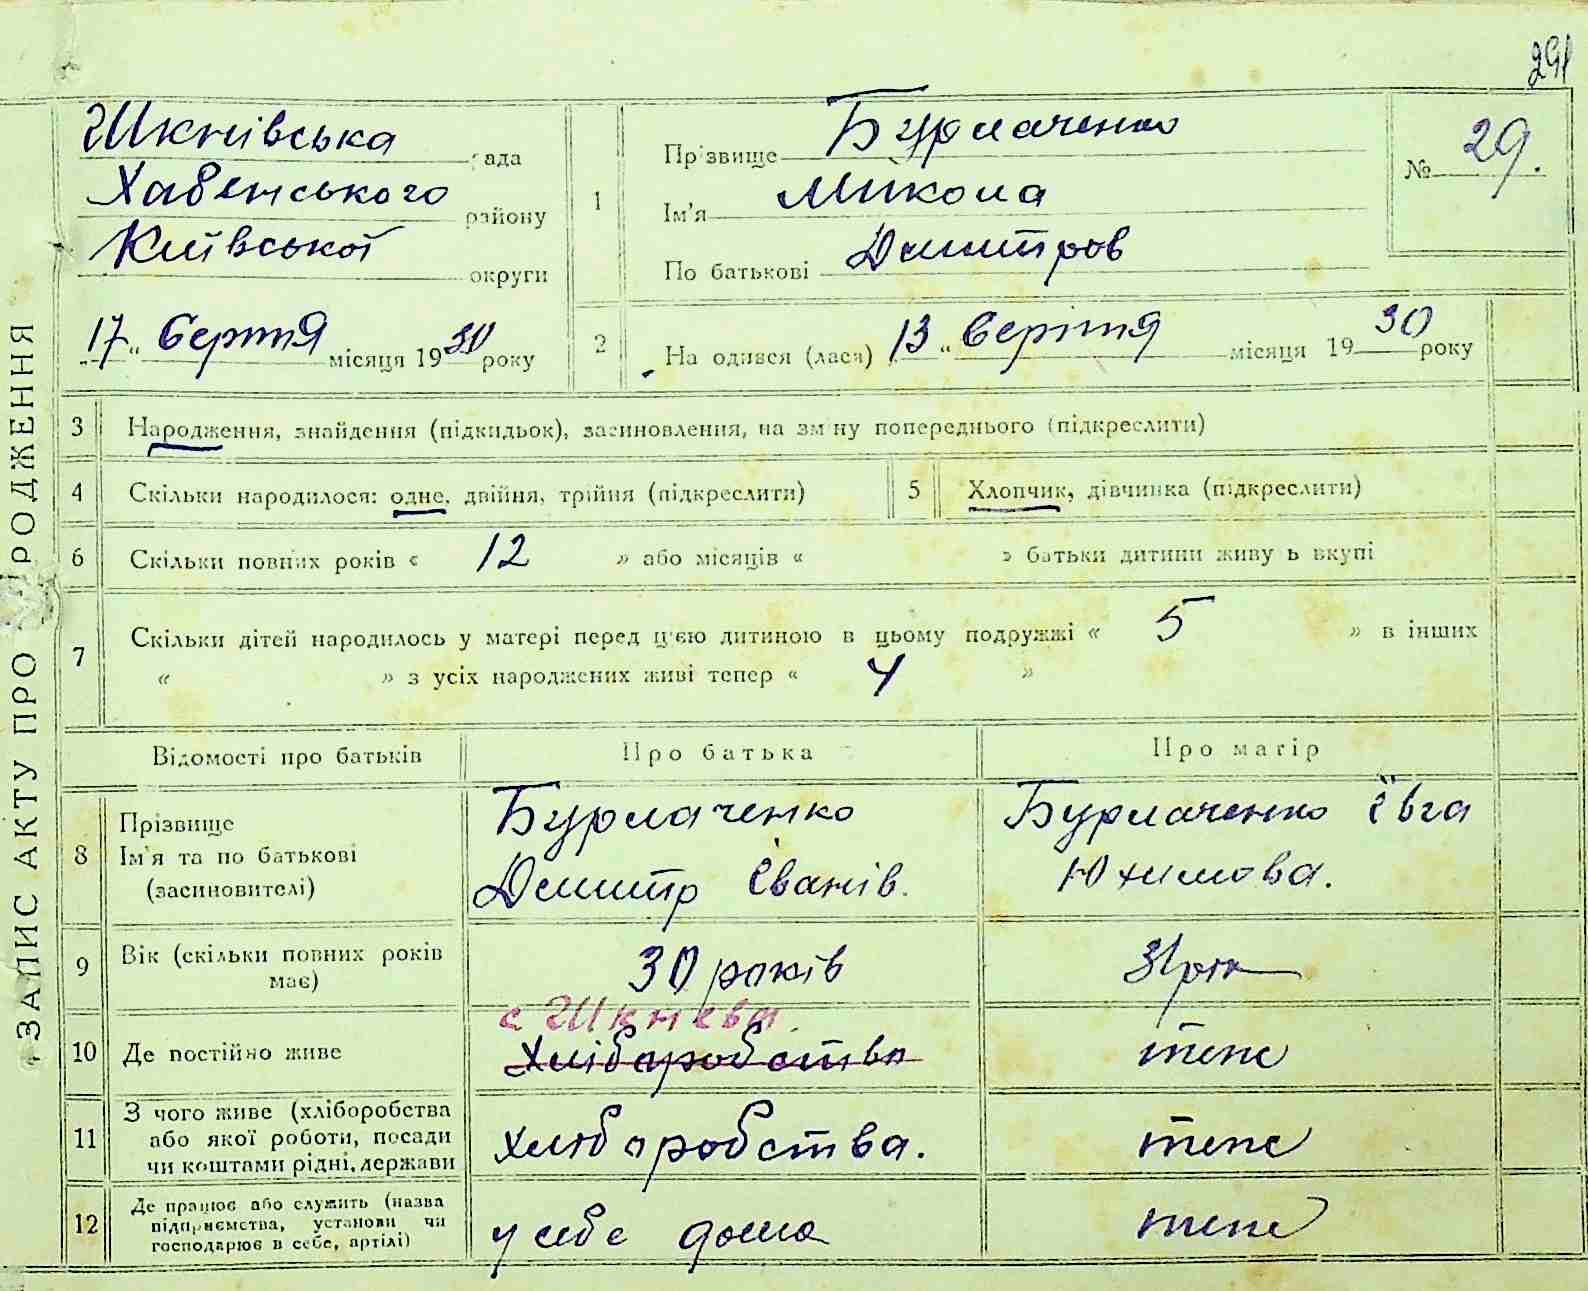 291
ЗАПИС АКТУ ПРО РОДЖЕННЯ
Шкнівська рада
Хабенського району
Київської округи
„17“ Серпня місяця 1930 року
1
Прізвище Бурлаченко
Ім'я Микола
По батькові Дмитров
№ 29.
2
На одився (лася) 13 “ Серпня місяця 1930 року
3 Народження, знайдення (підкидьок), засиновлення, на зміну попереднього (підкреслити)
4 Скільки народилося: одне, двійня, трійня (підкреслити)
5 Хлопчик, дівчинка (підкреслити)
6 Скільки повних років « 12 » або місяців « » батьки дитини живу ь вкупі
7 Скільки дітей народилось у матері перед цією дитиною в цьому подружжі « 5 » в інших
« » з усіх народжених живі тепер « 4 »
Відомості про батьків
Про батька
Про матір
8 Прізвище
Ім'я та по батькові
(засиновителі)
Бурлаченко
Дмитр Іванів.
Бурлаченко Євга
Юхимова.
9 Вік (скільки повних років
має)
30 років
31 рік
10 Де постійно живе
с Шкнева.
Хліборобства
теж
11 З чого живе (хліборобства
або якої роботи, посади
чи коштами рідні, держави
хліборобства.
теж
12 Де працює або служить (назва
підприємства, установи чи
господарює в себе, артілі)
у себе дома
теж